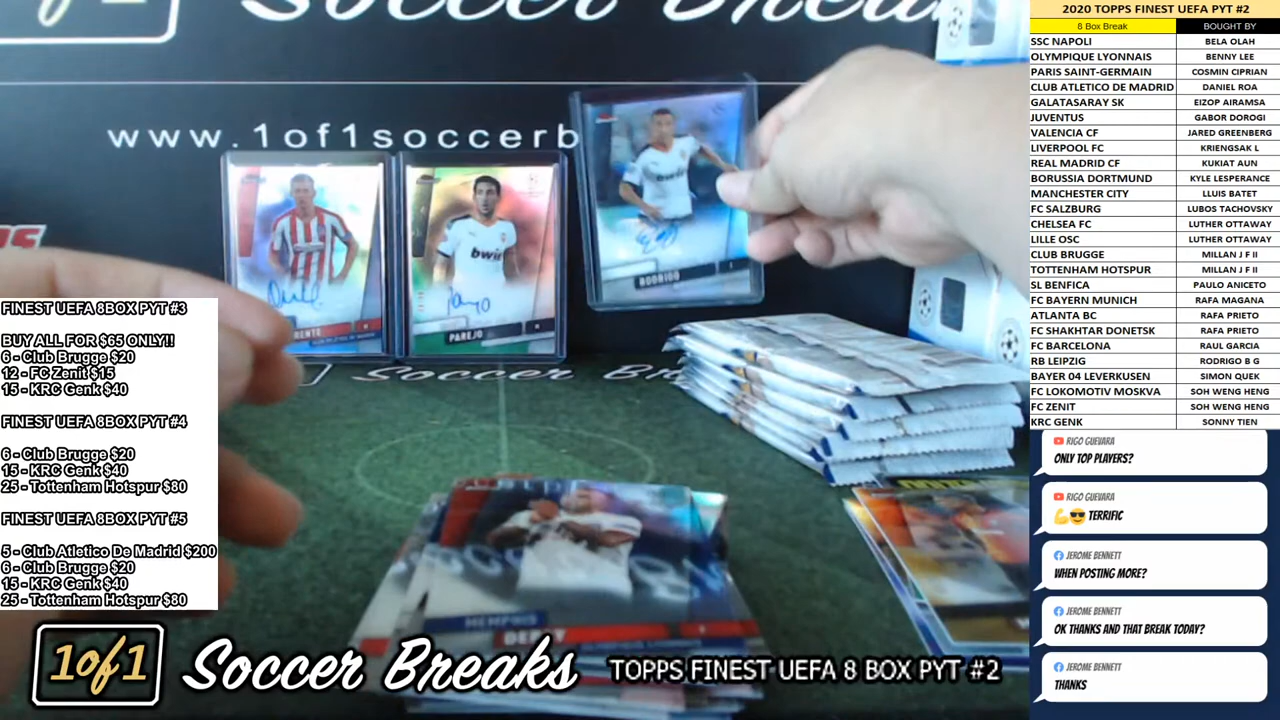 Soccer Breaks
www.1of1soccerb
RENTE
PAREJO
RODRIGO
bwin
Soccer Bre
MEMPHIS
DEPAY
FINEST UEFA 8BOX PYT #3
BUY ALL FOR $65 ONLY!!
6 - Club Brugge $20
12 - FC Zenit $15
15 - KRC Genk $40
FINEST UEFA 8BOX PYT #4
6 - Club Brugge $20
15 - KRC Genk $40
25 - Tottenham Hotspur $80
FINEST UEFA 8BOX PYT #5
5 - Club Atletico De Madrid $200
6 - Club Brugge $20
15 - KRC Genk $40
25 - Tottenham Hotspur $80
1of1 Soccer Breaks TOPPS FINEST UEFA 8 BOX PYT #2
2020 TOPPS FINEST UEFA PYT #2
8 Box Break BOUGHT BY
SSC NAPOLI BELA OLAH
OLYMPIQUE LYONNAIS BENNY LEE
PARIS SAINT-GERMAIN COSMIN CIPRIAN
CLUB ATLETICO DE MADRID DANIEL ROA
GALATASARAY SK EIZOP AIRAMSA
JUVENTUS GABOR DOROGI
VALENCIA CF JARED GREENBERG
LIVERPOOL FC KRIENGSAK L
REAL MADRID CF KUKIAT AUN
BORUSSIA DORTMUND KYLE LESPERANCE
MANCHESTER CITY LLUIS BATET
FC SALZBURG LUBOS TACHOVSKY
CHELSEA FC LUTHER OTTAWAY
LILLE OSC LUTHER OTTAWAY
CLUB BRUGGE MILLAN J F II
TOTTENHAM HOTSPUR MILLAN J F II
SL BENFICA PAULO ANICETO
FC BAYERN MUNICH RAFA MAGANA
ATLANTA BC RAFA PRIETO
FC SHAKHTAR DONETSK RAFA PRIETO
FC BARCELONA RAUL GARCIA
RB LEIPZIG RODRIGO B G
BAYER 04 LEVERKUSEN SIMON QUEK
FC LOKOMOTIV MOSKVA SOH WENG HENG
FC ZENIT SOH WENG HENG
KRC GENK SONNY TIEN
RIGO GUEVARA
ONLY TOP PLAYERS?
RIGO GUEVARA
💪😎 TERRIFIC
JEROME BENNETT
WHEN POSTING MORE?
JEROME BENNETT
OK THANKS AND THAT BREAK TODAY?
JEROME BENNETT
THANKS